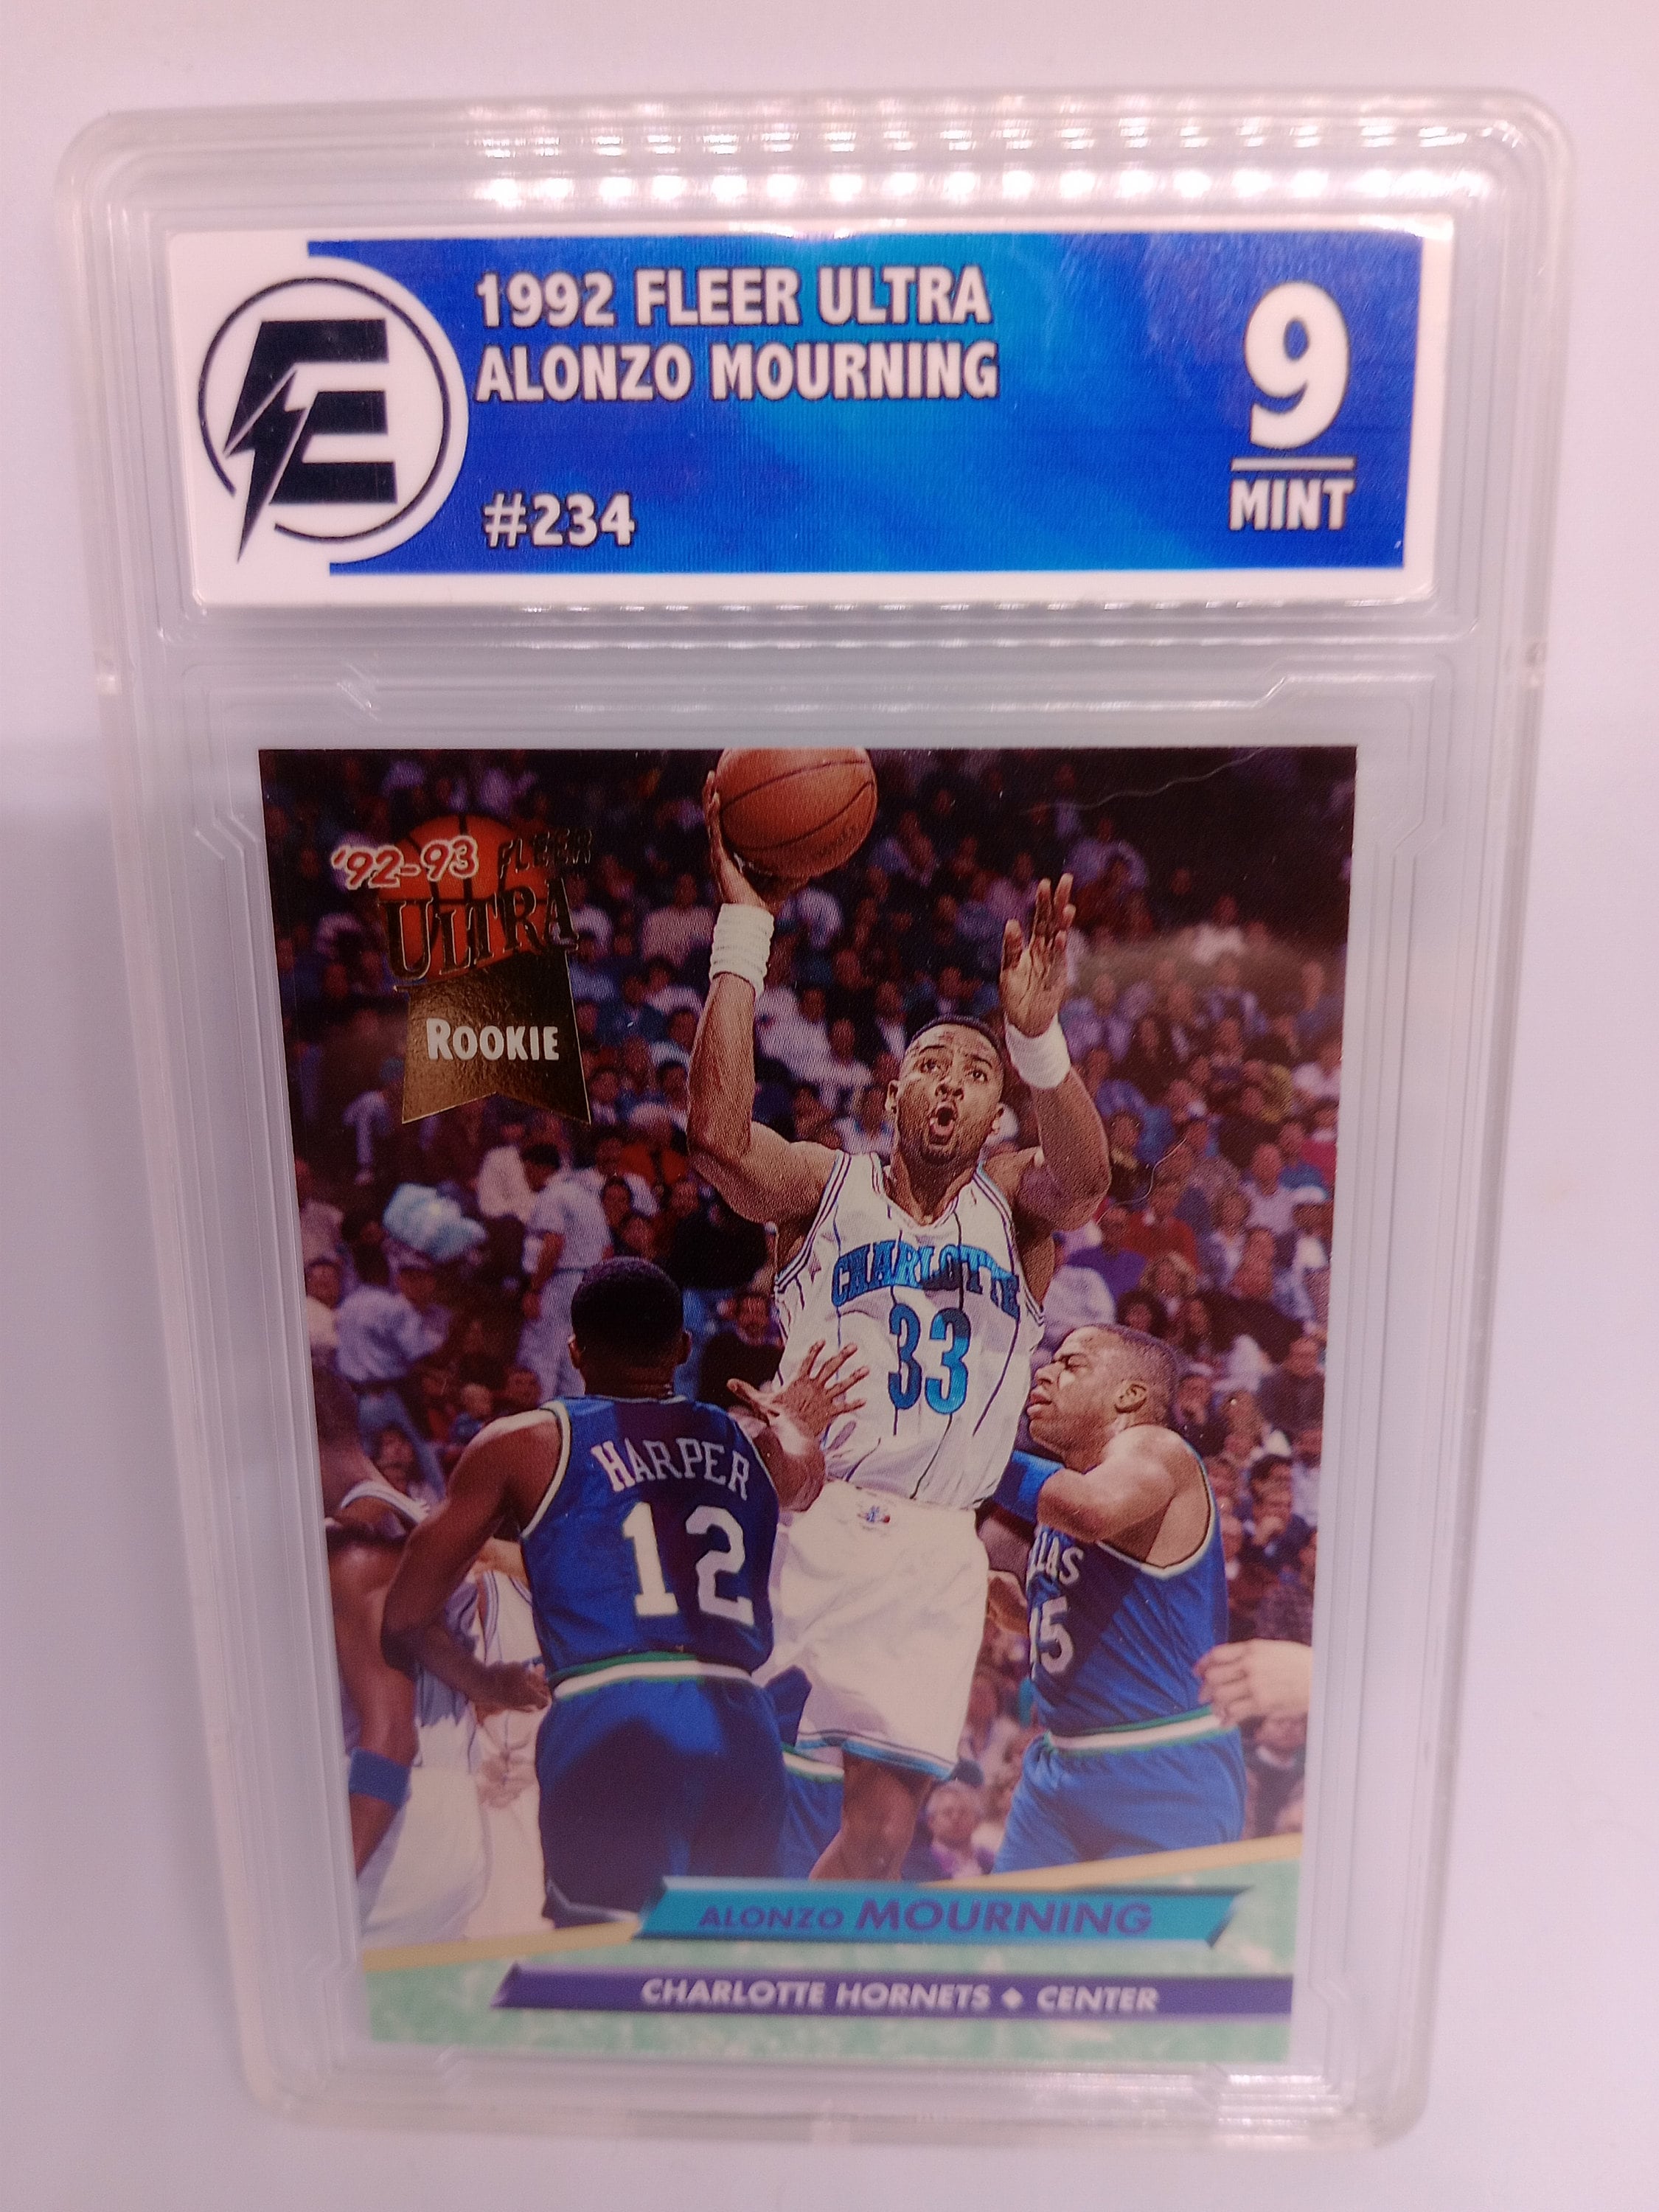 1992 FLEER ULTRA
ALONZO MOURNING
#234
9
MINT
E
'92-93 FLEER
ULTRA
ROOKIE
CHARLOTTE
33
HARPER
12
LAS
15
ALONZO MOURNING
CHARLOTTE HORNETS ◆ CENTER